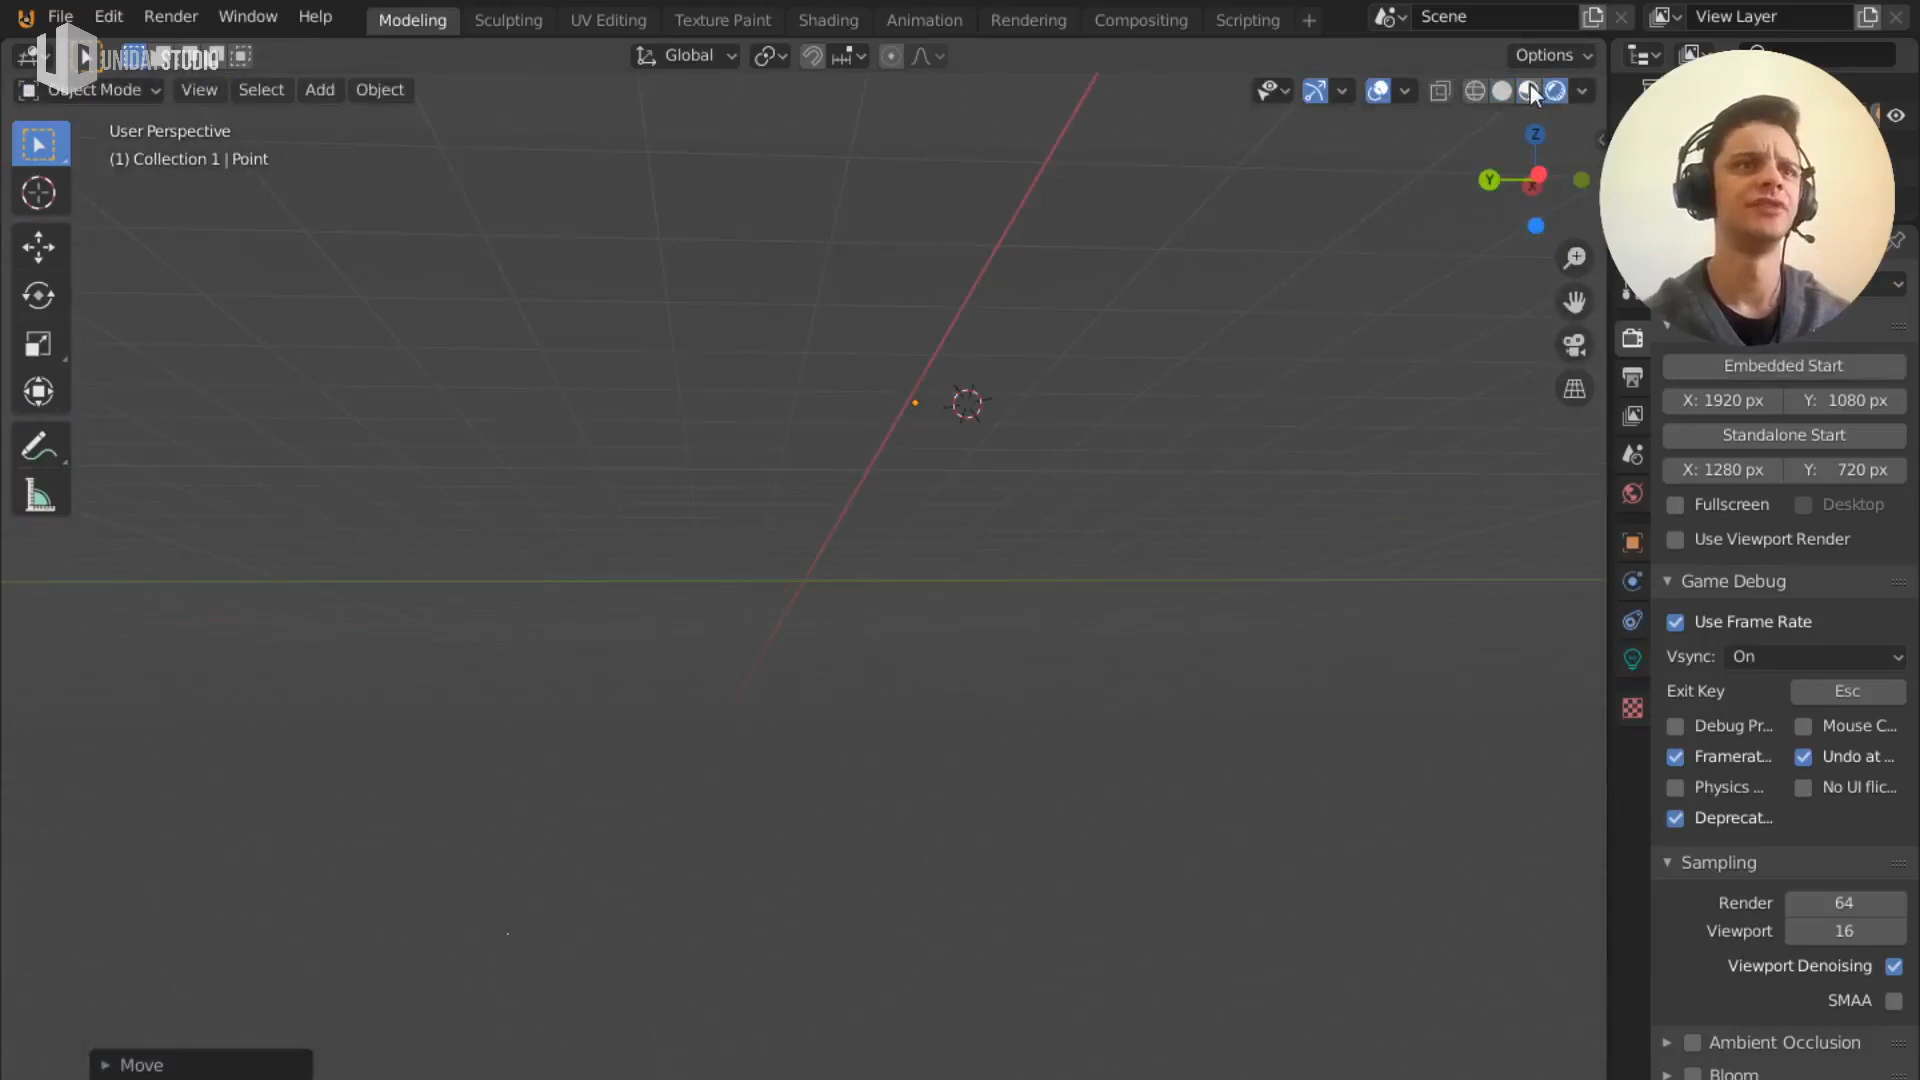 File Edit Render Window Help
Modeling Sculpting UV Editing Texture Paint Shading Animation Rendering Compositing Scripting +
Scene
View Layer
UNIDAY STUDIO
Global
Options
Object Mode View Select Add Object
User Perspective
(1) Collection 1 | Point
Z
Y
X
Embedded Start
X: 1920 px Y: 1080 px
Standalone Start
X: 1280 px Y: 720 px
Fullscreen Desktop
Use Viewport Render
Game Debug
Use Frame Rate
Vsync: On
Exit Key Esc
Debug Pr... Mouse C...
Framerat... Undo at ...
Physics ... No UI flic...
Deprecat...
Sampling
Render 64
Viewport 16
Viewport Denoising
SMAA
Ambient Occlusion
Bloom
Move